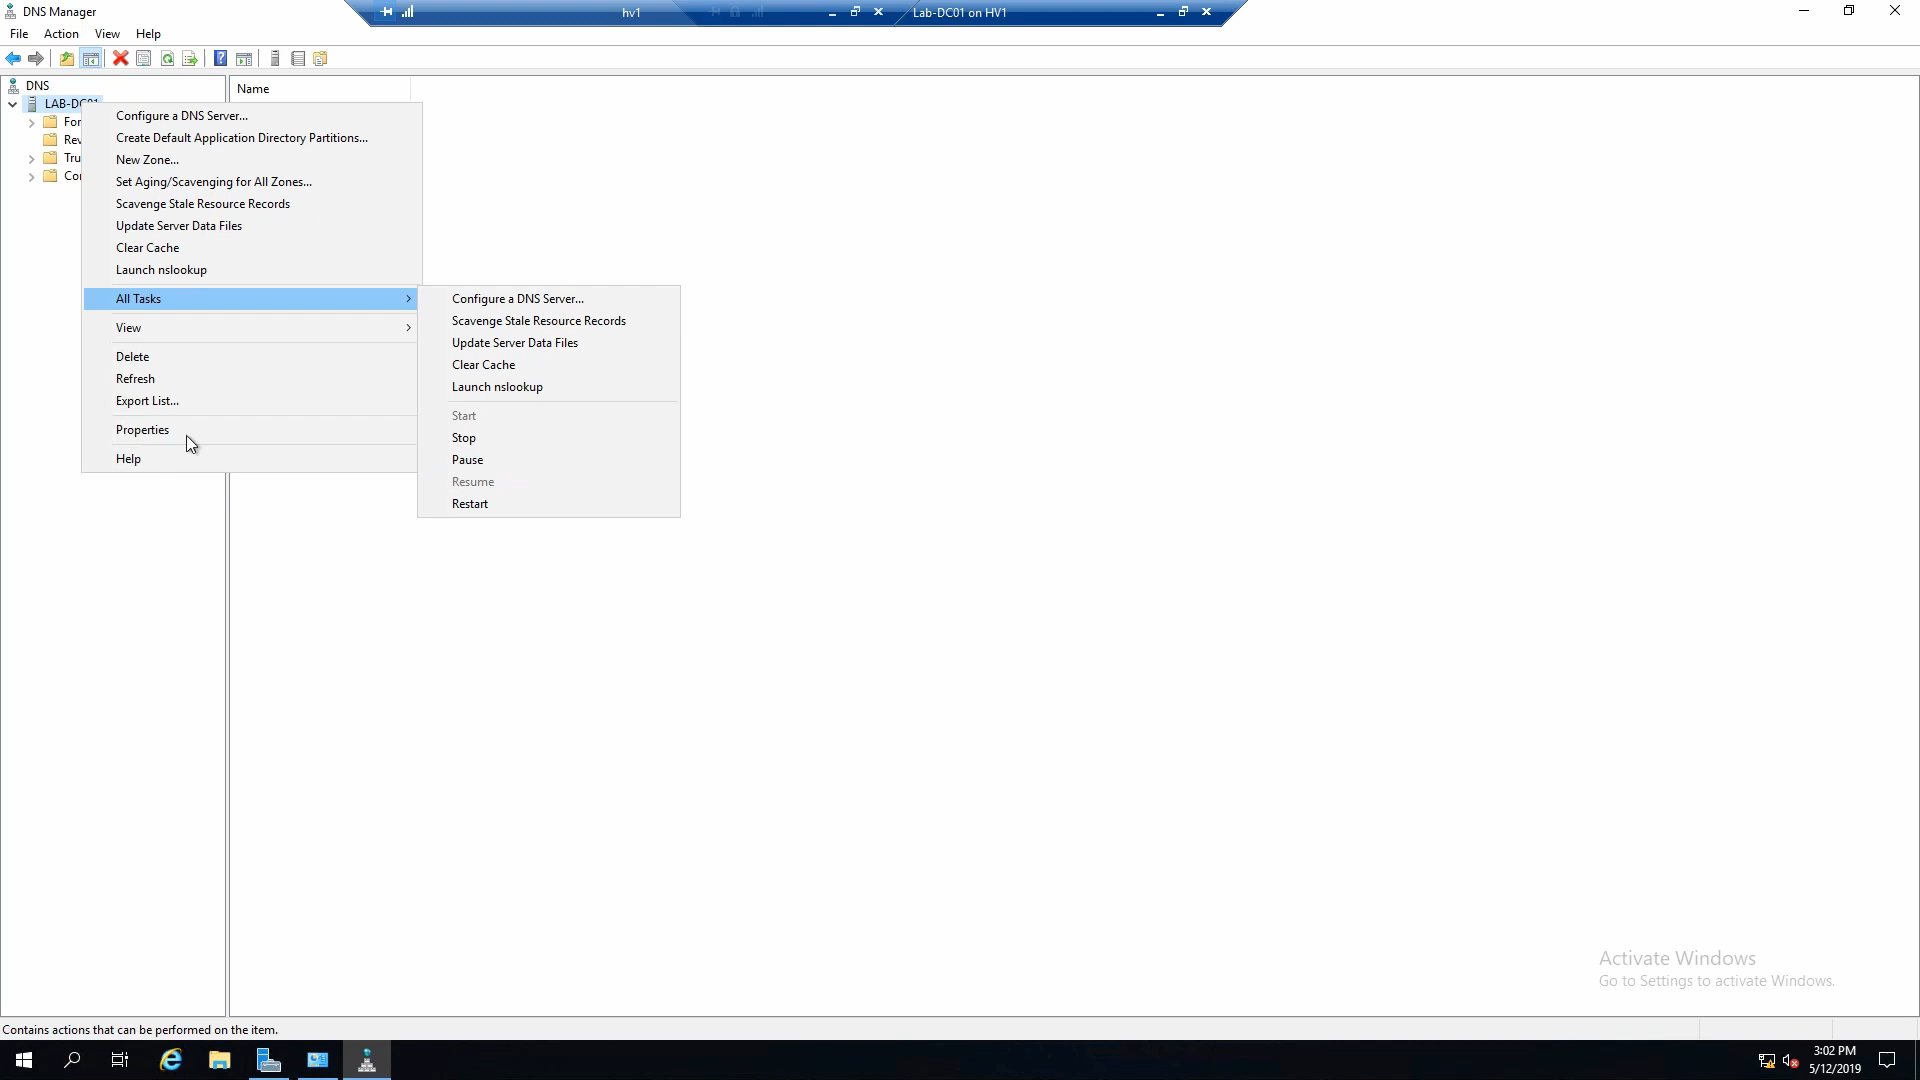 DNS Manager
hv1
Lab-DC01 on HV1
File Action View Help
DNS
Name
LAB-DC01
For
Rev
Tru
Con
Configure a DNS Server...
Create Default Application Directory Partitions...
New Zone...
Set Aging/Scavenging for All Zones...
Scavenge Stale Resource Records
Update Server Data Files
Clear Cache
Launch nslookup
All Tasks
View
Delete
Refresh
Export List...
Properties
Help
Configure a DNS Server...
Scavenge Stale Resource Records
Update Server Data Files
Clear Cache
Launch nslookup
Start
Stop
Pause
Resume
Restart
Activate Windows
Go to Settings to activate Windows.
Contains actions that can be performed on the item.
3:02 PM
5/12/2019